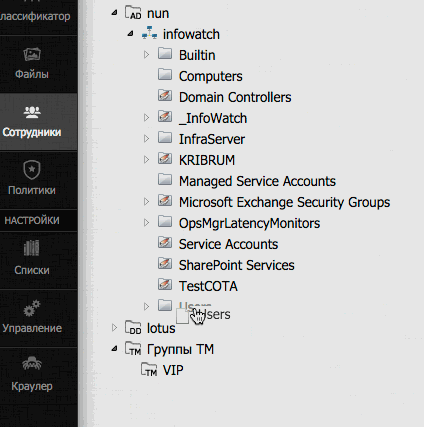 лассификатор
Файлы
Сотрудники
Политики
НАСТРОЙКИ
Списки
Управление
Краулер
AD nun
infowatch
Builtin
Computers
Domain Controllers
_InfoWatch
InfraServer
KRIBRUM
Managed Service Accounts
Microsoft Exchange Security Groups
OpsMgrLatencyMonitors
Service Accounts
SharePoint Services
TestCOTA
Users
Users
DD lotus
TM Группы TM
TM VIP